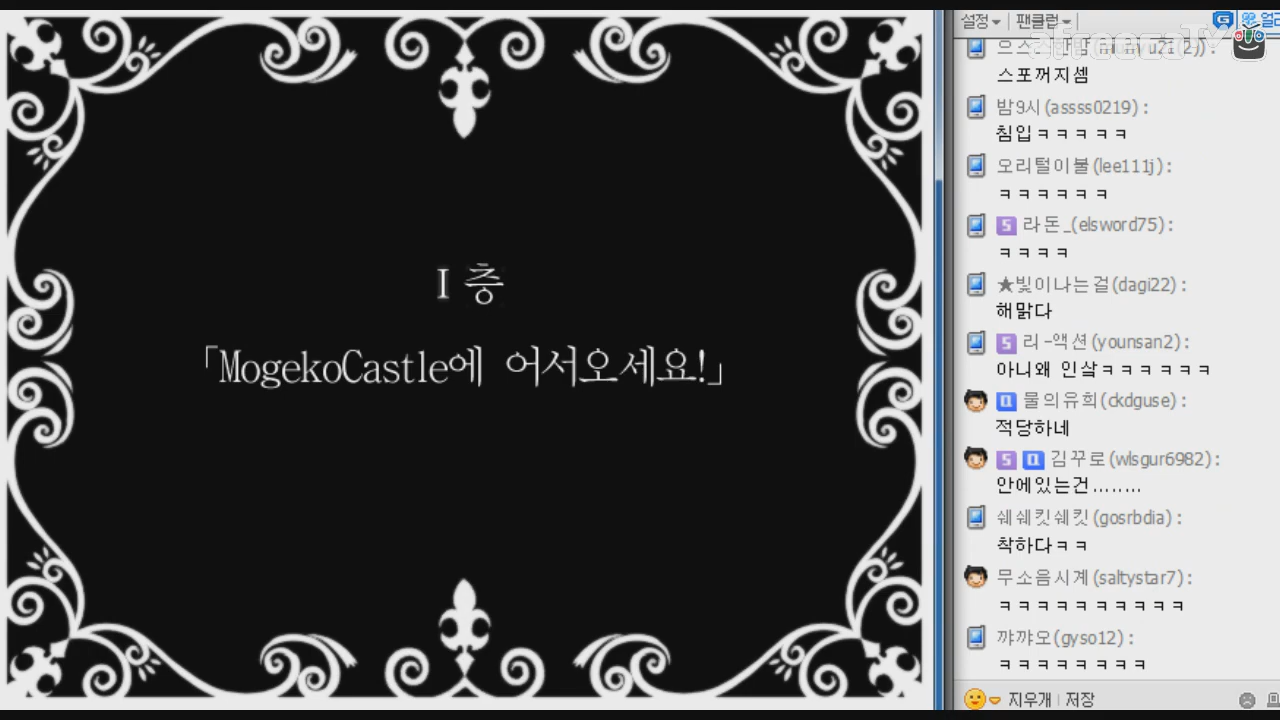 I 층
「MogekoCastle에 어서오세요!」
설정 팬클럽
afreecaTV
스포꺼지셈
밤9시(assss0219) :
침입ㅋㅋㅋㅋㅋ
오리털이불(lee111j) :
ㅋㅋㅋㅋㅋㅋ
S 라돈_(elsword75) :
ㅋㅋㅋㅋ
★빛이나는걸(dagi22) :
해맑다
S 리-액션(younsan2) :
아니왜 인삭ㅋㅋㅋㅋㅋㅋ
물의유희(ckdguse) :
적당하네
S 김꾸로(wlsgur6982) :
안에있는건........
쉐쉐킷쉐킷(gosrbdia) :
착하다ㅋㅋ
무소음시계(saltystar7) :
ㅋㅋㅋㅋㅋㅋㅋㅋㅋㅋ
꺄꺄오(gyso12) :
ㅋㅋㅋㅋㅋㅋㅋㅋ
지우개 저장